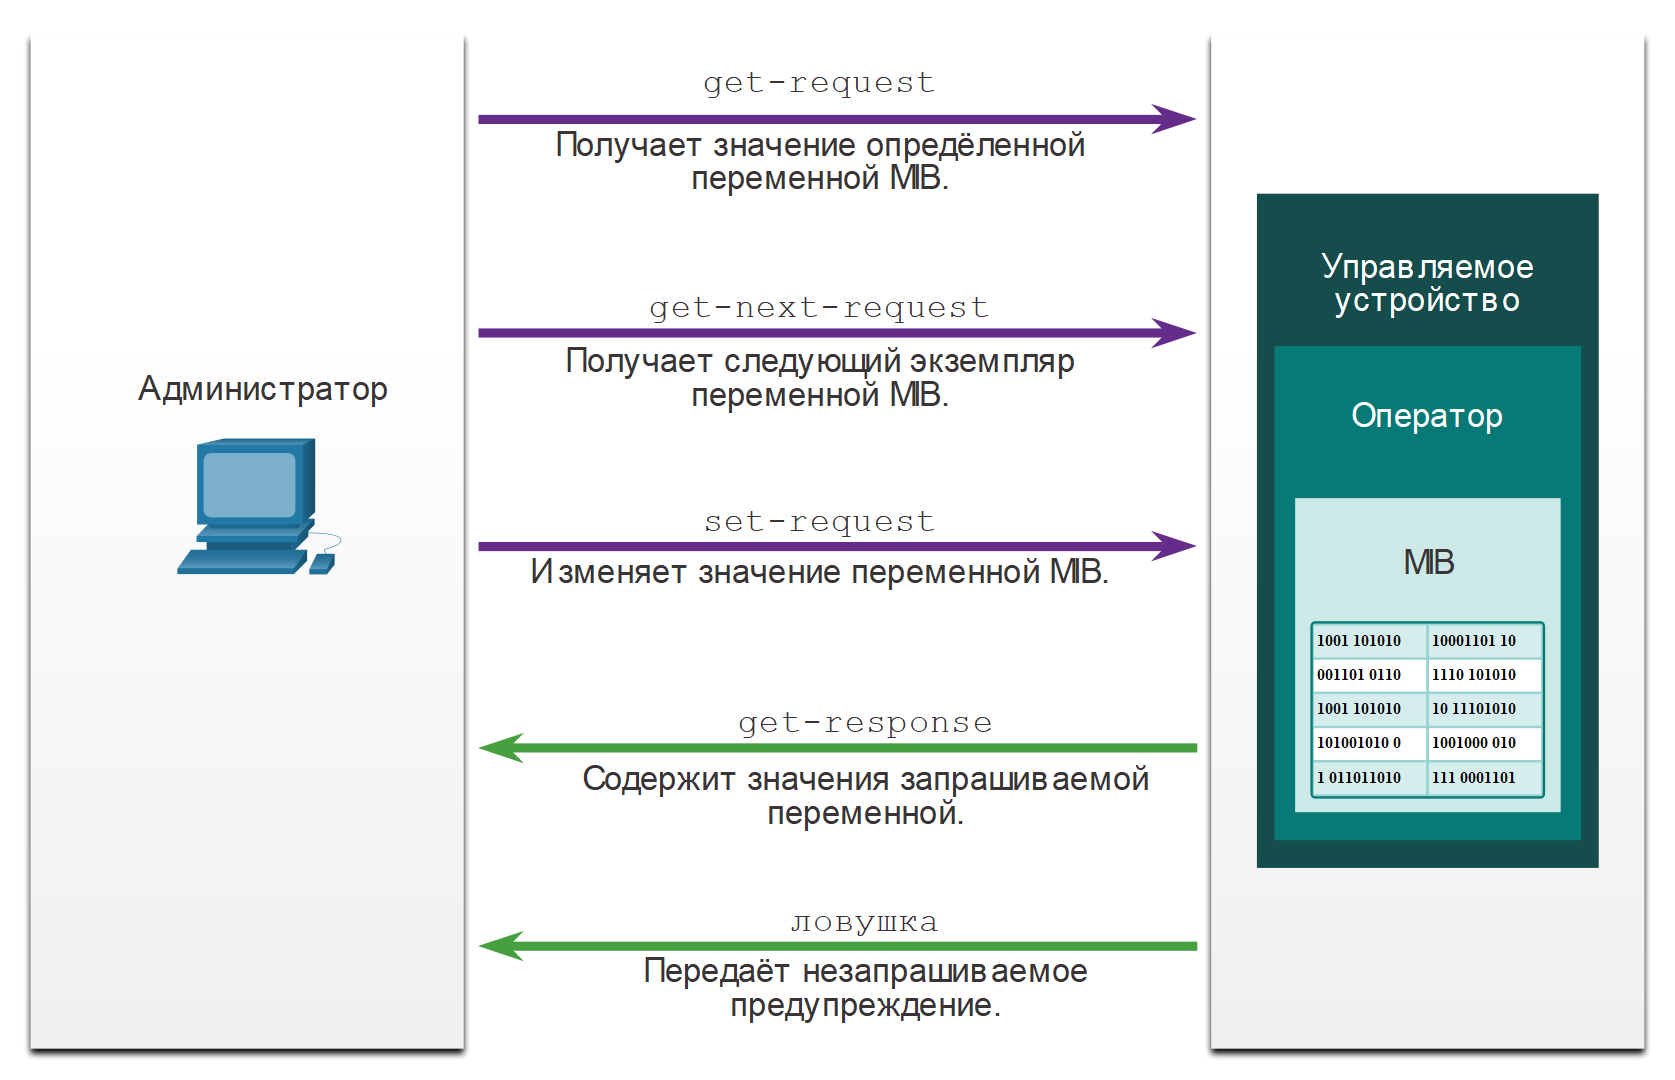 Администратор
get-request
Получает значение опредёленной
переменной MIB.
get-next-request
Получает следующий экземпляр
переменной MIB.
set-request
Изменяет значение переменной MIB.
get-response
Содержит значения запрашиваемой
переменной.
ловушка
Передаёт незапрашиваемое
предупреждение.
Управляемое
устройство
Оператор
MIB
1001 101010 10001101 10
001101 0110 1110 101010
1001 101010 10 11101010
101001010 0 1001000 010
1 011011010 111 0001101